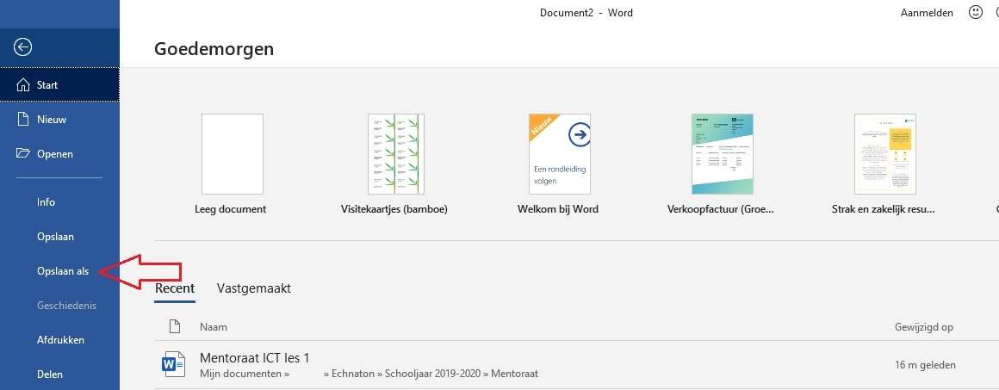 Document2 - Word
Aanmelden
Goedemorgen
Start
Nieuw
Openen
Info
Opslaan
Opslaan als
Geschiedenis
Afdrukken
Delen
Nieuw
Een rondleiding
volgen
Leeg document
Visitekaartjes (bamboe)
Welkom bij Word
Verkoopfactuur (Groe...
Strak en zakelijk resu...
Recent
Vastgemaakt
Naam
Gewijzigd op
Mentoraat ICT les 1
Mijn documenten » » Echnaton » Schooljaar 2019-2020 » Mentoraat
16 m geleden